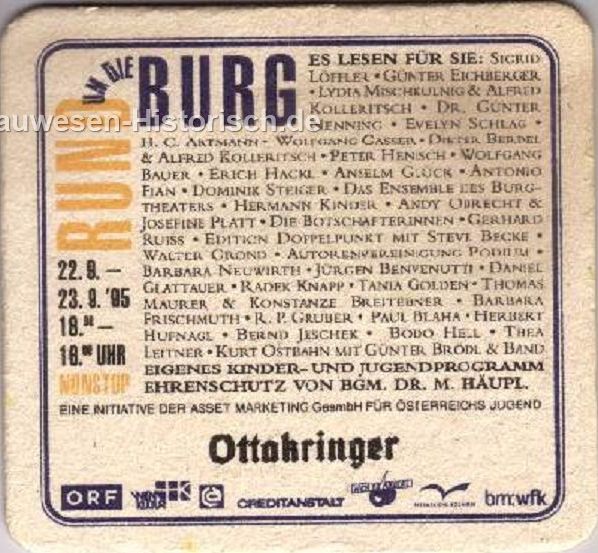 RUND
UM DIE
BURG
ES LESEN FÜR SIE: SIGRID
LÖFFLER • GÜNTER EICHBERGER
• LYDIA MISCHKULNIG & ALFRED
KOLLERITSCH • DR. GÜNTER
NENNING • EVELYN SCHLAG •
H. C. ARTMANN • WOLFGANG GASSER • DIETER BERDEL
& ALFRED KOLLERITSCH • PETER HENISCH • WOLFGANG
BAUER • ERICH HACKL • ANSELM GLÜCK • ANTONIO
FIAN • DOMINIK STEIGER • DAS ENSEMBLE DES BURG-
THEATERS • HERMANN KINDER • ANDY OBRECHT &
JOSEFINE PLATT • DIE BOTSCHAFTERINNEN • GERHARD
RUISS • EDITION DOPPELPUNKT MIT STEVE BECKE •
WALTER GROND • AUTORENVEREINIGUNG PODIUM •
BARBARA NEUWIRTH • JÜRGEN BENVENUTI • DANIEL
GLATTAUER • RADEK KNAPP • TANIA GOLDEN • THOMAS
MAURER & KONSTANZE BREITEBNER • BARBARA
FRISCHMUTH • R. P. GRUBER • PAUL BLAHA • HERBERT
HUFNAGL • BERND JESCHEK • BODO HELL • THEA
LEITNER • KURT OSTBAHN MIT GÜNTER BRÖDL & BAND
EIGENES KINDER- UND JUGENDPROGRAMM
EHRENSCHUTZ VON BGM. DR. M. HÄUPL.
22. 9. –
23. 9. '95
– 
UHR
NONSTOP
EINE INITIATIVE DER ASSET MARKETING GesmbH FÜR ÖSTERREICHS JUGEND
Ottakringer
ORF
CREDITANSTALT
bm:wfk
auwesen-Historisch.de